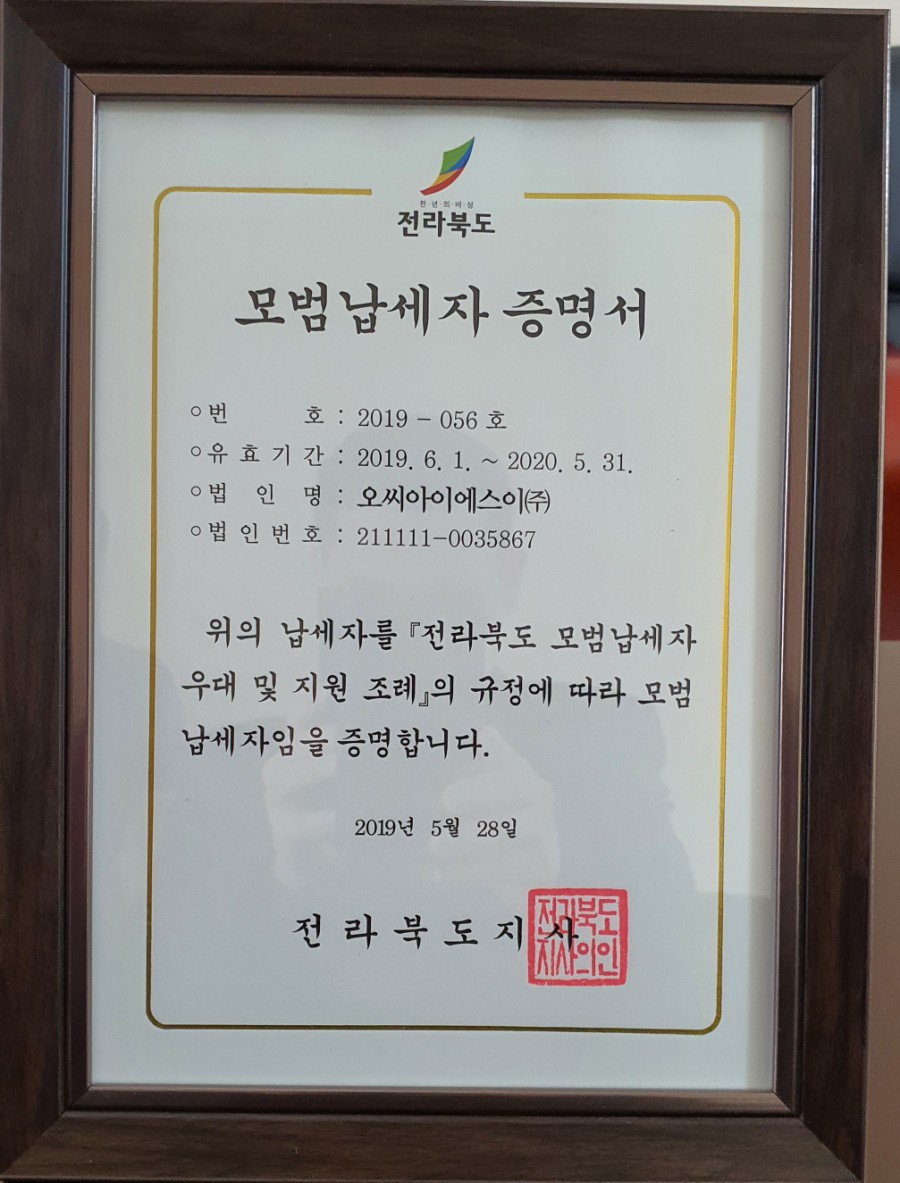 천·년·의·비·상
전라북도
모범납세자 증명서
○ 번 호 : 2019 - 056 호
○ 유 효 기 간 : 2019. 6. 1. ~ 2020. 5. 31.
○ 법 인 명 : 오씨아이에스이㈜
○ 법 인 번 호 : 211111-0035867
위의 납세자를 『전라북도 모범납세자
우대 및 지원 조례』의 규정에 따라 모범
납세자임을 증명합니다.
2019년 5월 28일
전 라 북 도 지 사
전라북도
지사의인